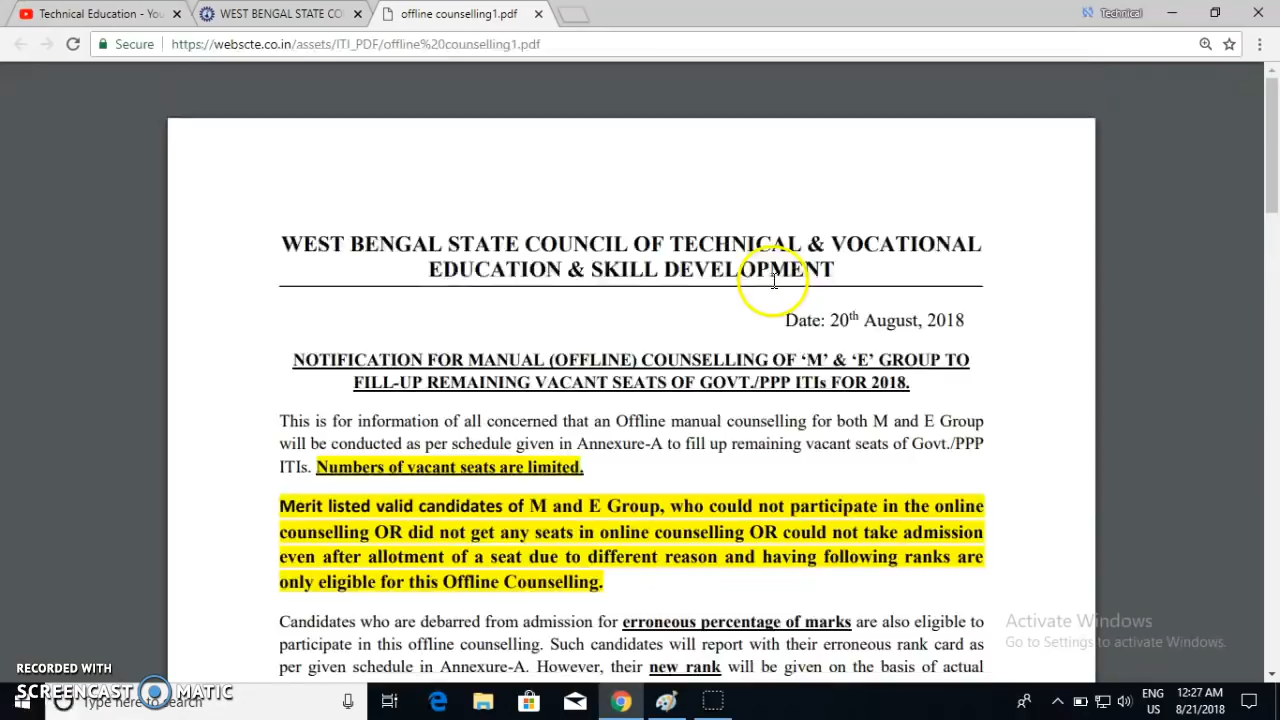 Technical Education - You
WEST BENGAL STATE CO
offline counselling1.pdf
Technical
Secure
https://webscte.co.in/assets/ITI_PDF/offline%20counselling1.pdf
WEST BENGAL STATE COUNCIL OF TECHNICAL & VOCATIONAL
EDUCATION & SKILL DEVELOPMENT
Date: 20th August, 2018
NOTIFICATION FOR MANUAL (OFFLINE) COUNSELLING OF ‘M’ & ‘E’ GROUP TO
FILL-UP REMAINING VACANT SEATS OF GOVT./PPP ITIs FOR 2018.
This is for information of all concerned that an Offline manual counselling for both M and E Group
will be conducted as per schedule given in Annexure-A to fill up remaining vacant seats of Govt./PPP
ITIs. Numbers of vacant seats are limited.
Merit listed valid candidates of M and E Group, who could not participate in the online
counselling OR did not get any seats in online counselling OR could not take admission
even after allotment of a seat due to different reason and having following ranks are
only eligible for this Offline Counselling.
Candidates who are debarred from admission for erroneous percentage of marks are also eligible to
participate in this offline counselling. Such candidates will report with their erroneous rank card as
per given schedule in Annexure-A. However, their new rank will be given on the basis of actual
Activate Windows
Go to Settings to activate Windows.
RECORDED WITH
SCREENCAST MATIC
Type here to search
ENG
US
12:27 AM
8/21/2018